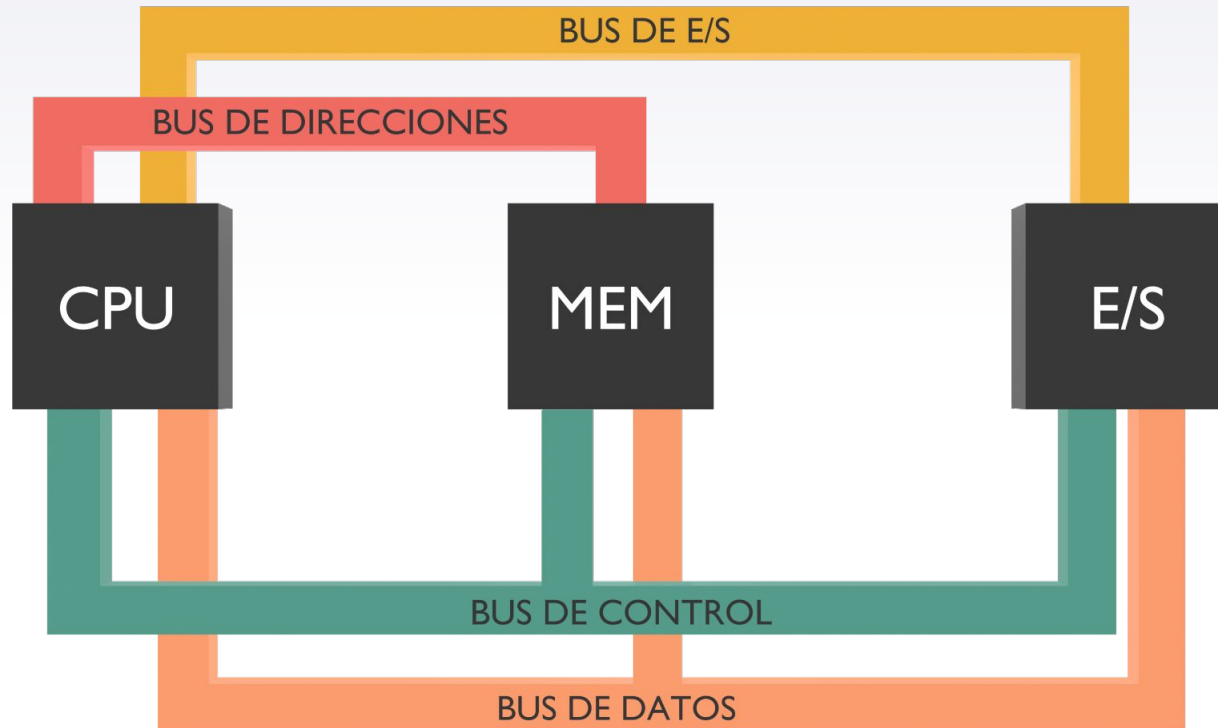 BUS DE E/S
BUS DE DIRECCIONES
CPU
MEM
E/S
BUS DE CONTROL
BUS DE DATOS